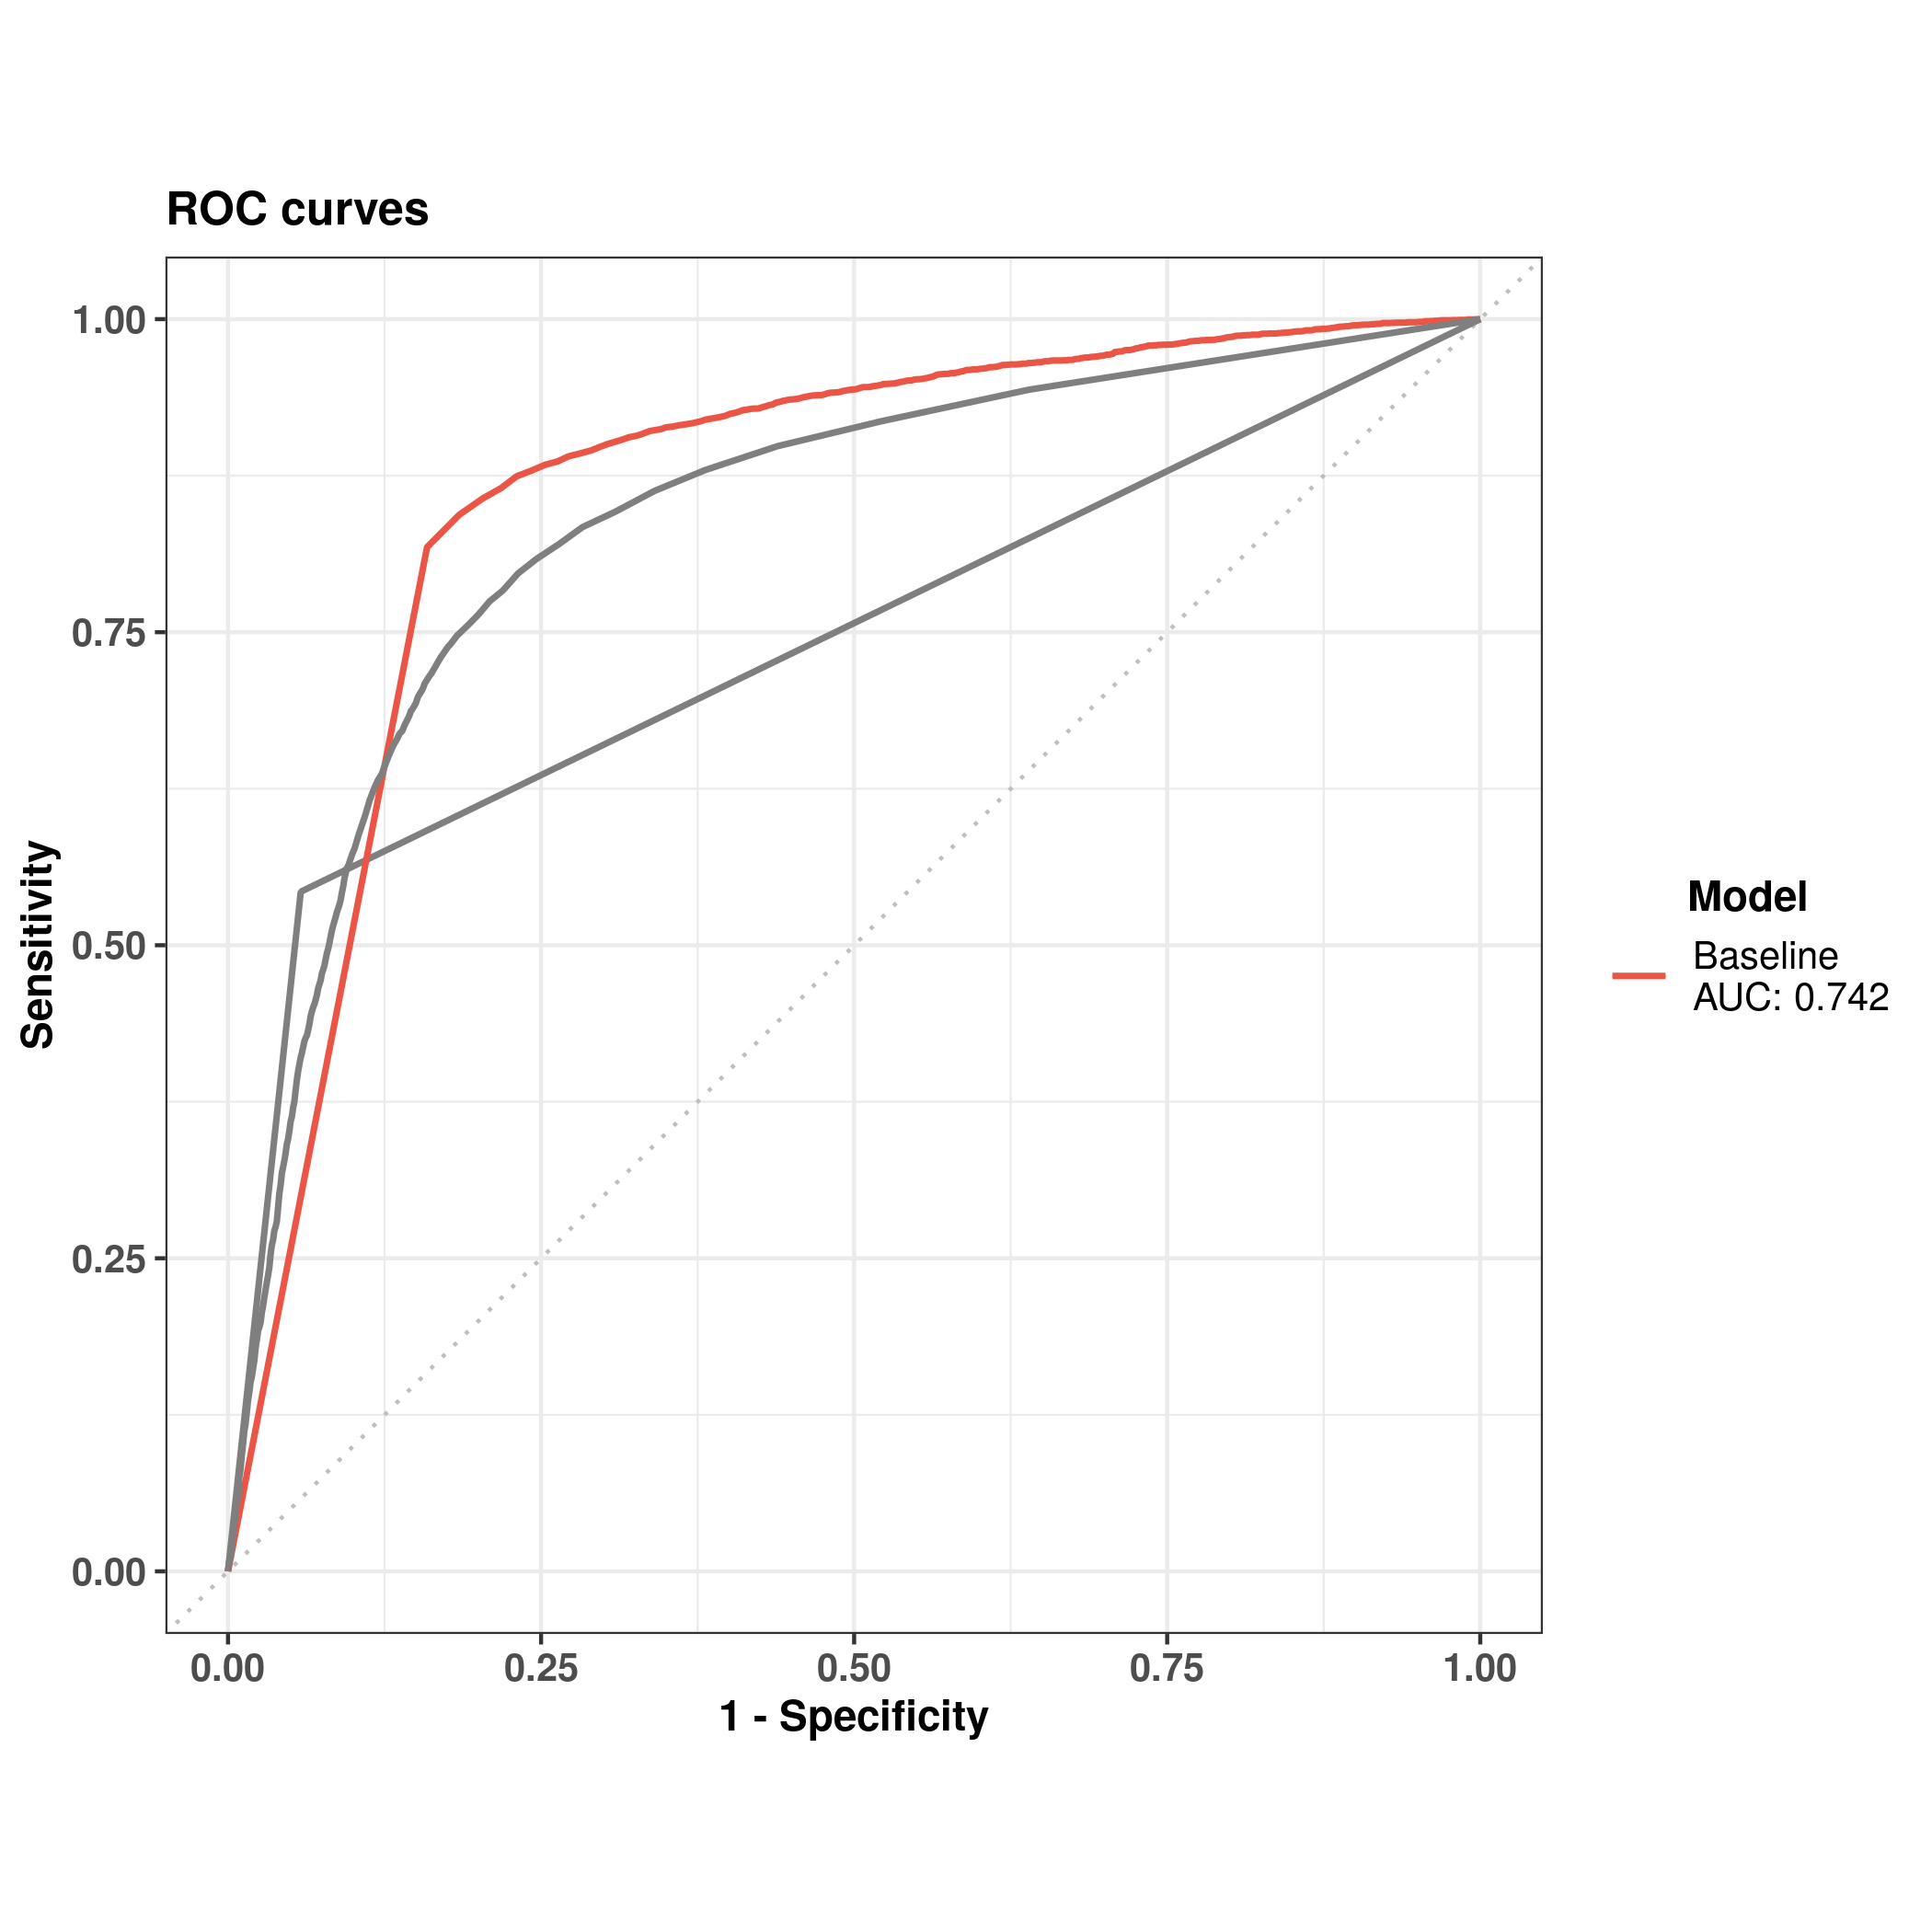 ROC curves
1.00
0.75
0.50
0.25
0.00
Sensitivity
0.00 0.25 0.50 0.75 1.00
1 - Specificity
Model
Baseline
AUC: 0.742